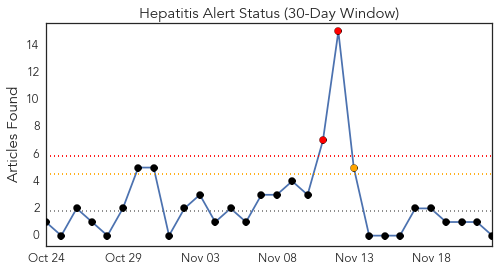 Hepatitis Alert Status (30-Day Window)
Articles Found
14
12
10
8
6
4
2
0
Oct 24 Oct 29 Nov 03 Nov 08 Nov 13 Nov 18